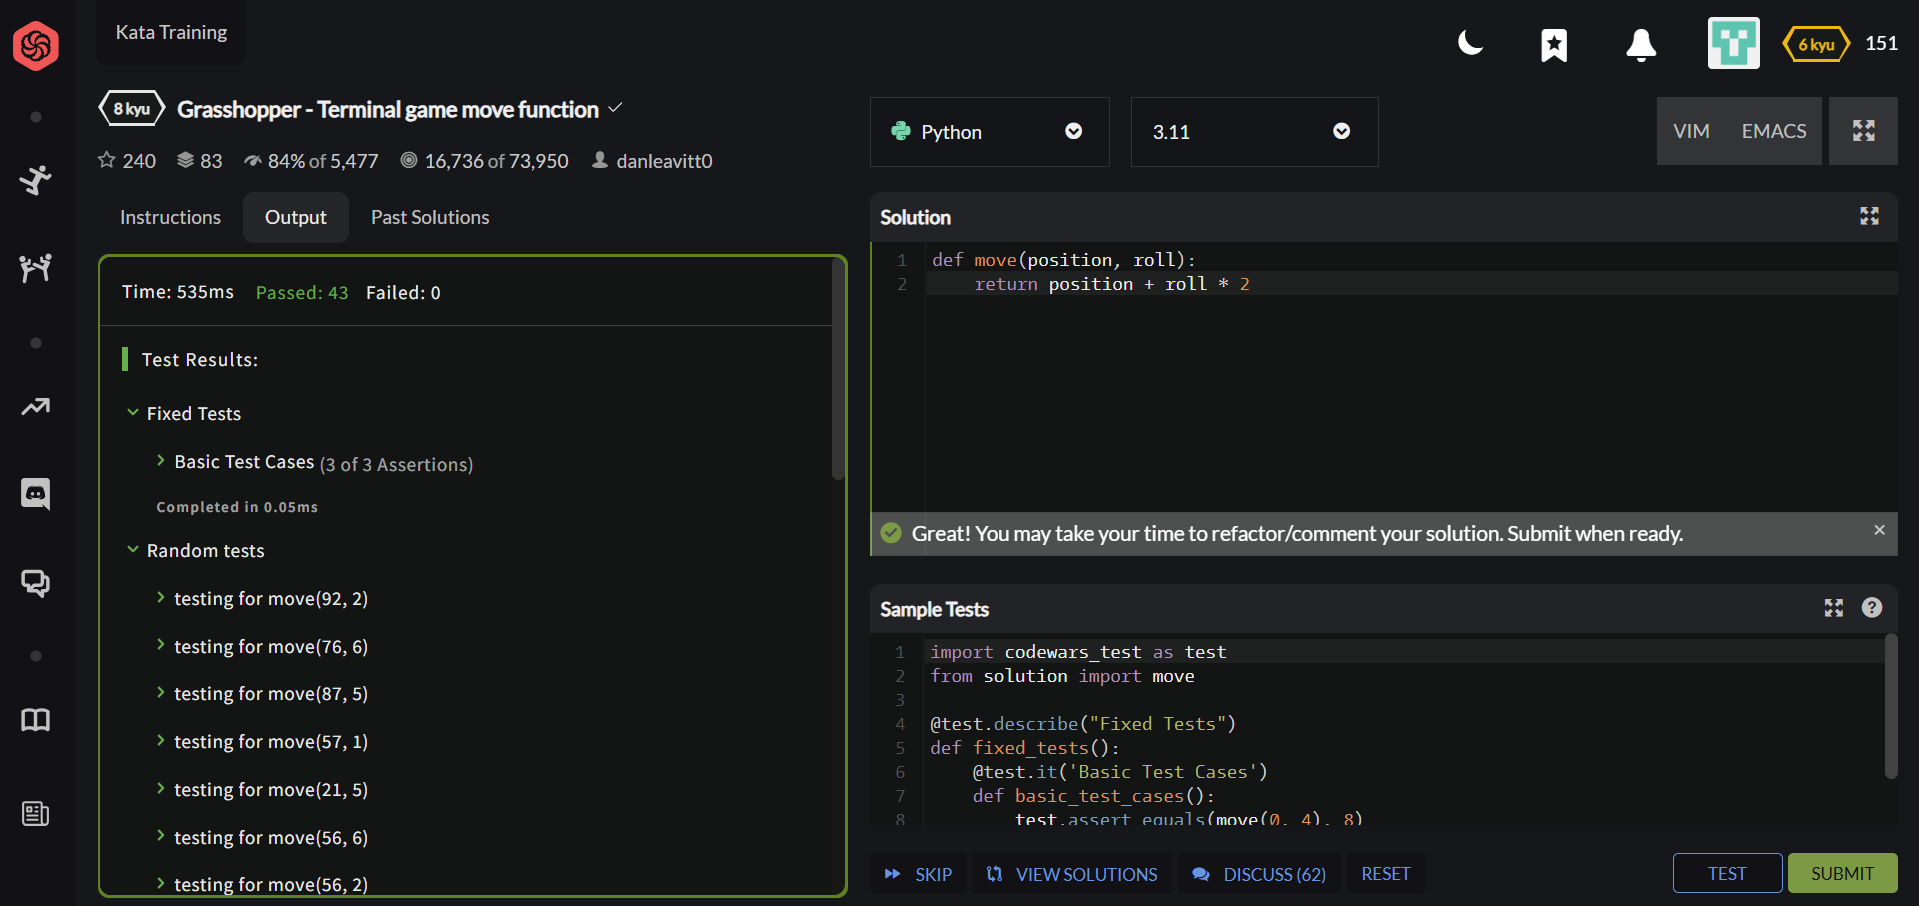 Kata Training
6 kyu 151
8 kyu Grasshopper - Terminal game move function
240 83 84% of 5,477 16,736 of 73,950 danleavitt0
Instructions Output Past Solutions
Time: 535ms Passed: 43 Failed: 0
Test Results:
Fixed Tests
Basic Test Cases (3 of 3 Assertions)
Completed in 0.05ms
Random tests
testing for move(92, 2)
testing for move(76, 6)
testing for move(87, 5)
testing for move(57, 1)
testing for move(21, 5)
testing for move(56, 6)
testing for move(56, 2)
Python 3.11 VIM EMACS
Solution
1 def move(position, roll):
2 return position + roll * 2
Great! You may take your time to refactor/comment your solution. Submit when ready.
Sample Tests
1 import codewars_test as test
2 from solution import move
3
4 @test.describe("Fixed Tests")
5 def fixed_tests():
6 @test.it('Basic Test Cases')
7 def basic_test_cases():
8 test.assert_equals(move(0, 4), 8)
SKIP VIEW SOLUTIONS DISCUSS (62) RESET TEST SUBMIT